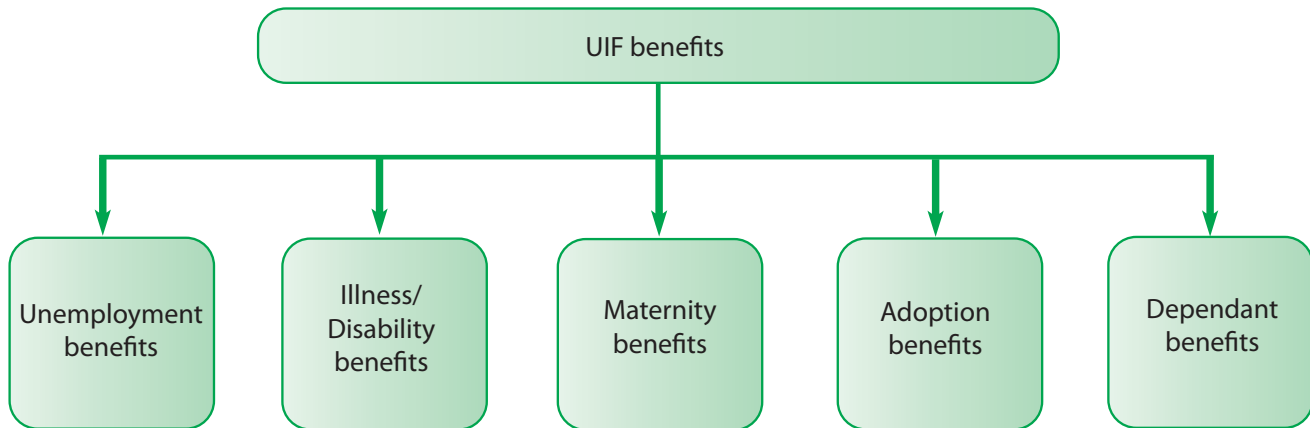 UIF benefits
Unemployment
benefits
Illness/
Disability
benefits
Maternity
benefits
Adoption
benefits
Dependant
benefits